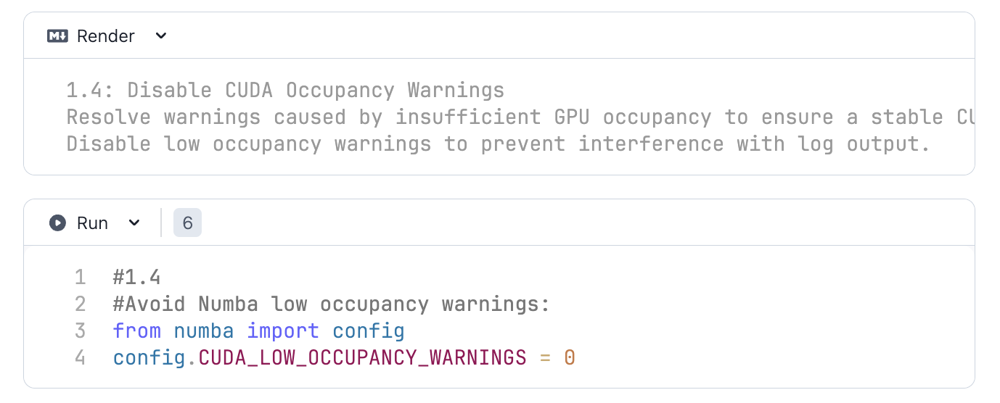 Render
1.4: Disable CUDA Occupancy Warnings
Resolve warnings caused by insufficient GPU occupancy to ensure a stable
Disable low occupancy warnings to prevent interference with log output.
Run 6
1 #1.4
2 #Avoid Numba low occupancy warnings:
3 from numba import config
4 config.CUDA_LOW_OCCUPANCY_WARNINGS = 0